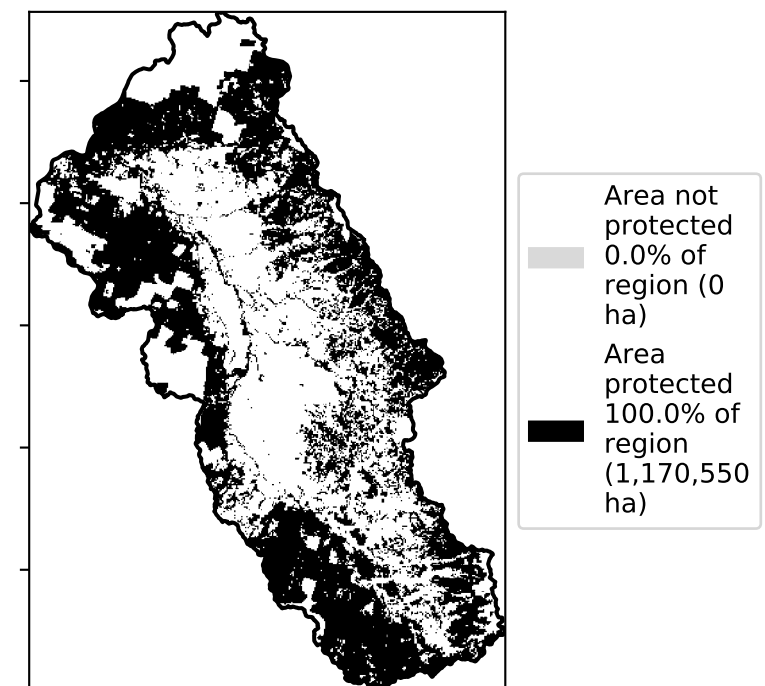 Area not
protected
0.0% of
region (0
ha)
Area
protected
100.0% of
region
(1,170,550
ha)